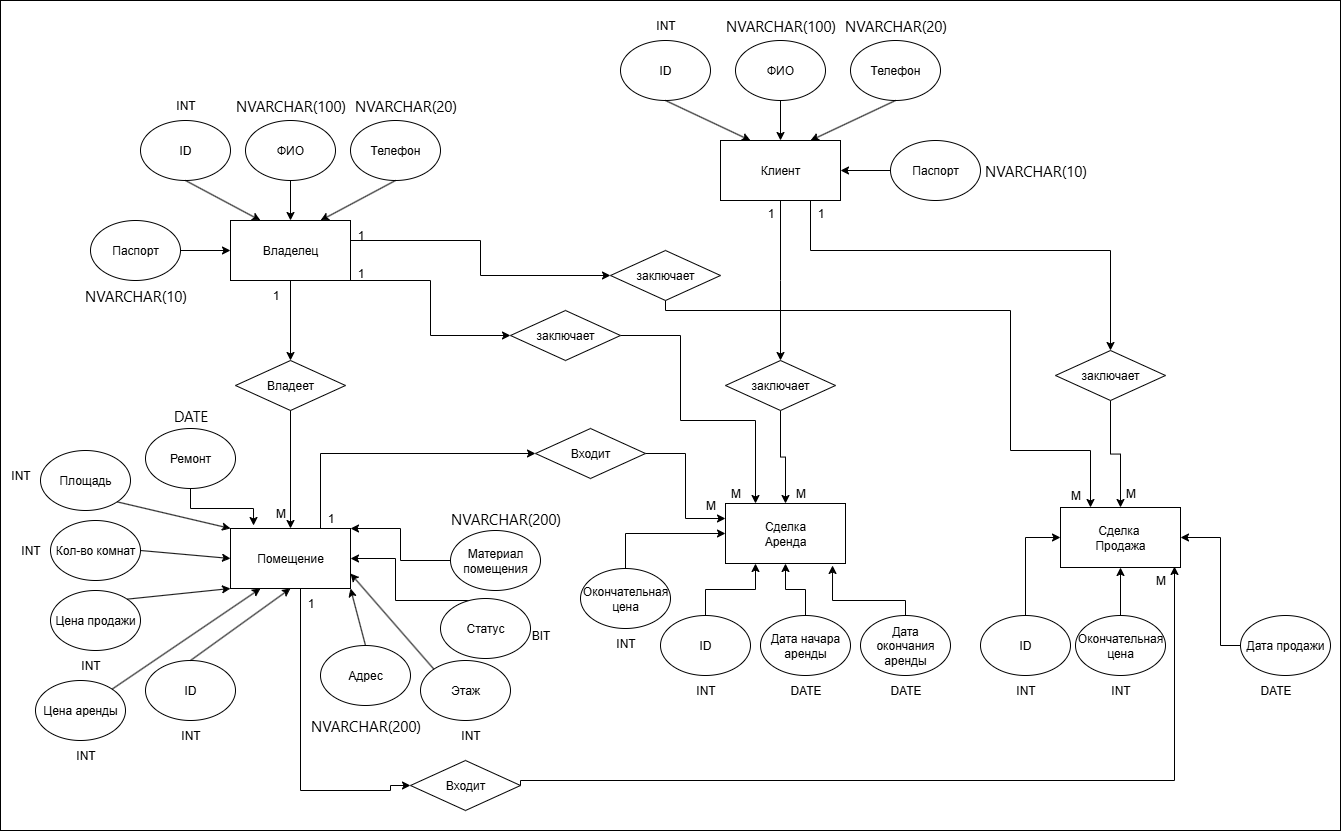 INT
NVARCHAR(100)
NVARCHAR(20)
ID
ФИО
Телефон
INT
NVARCHAR(100)
NVARCHAR(20)
ID
ФИО
Телефон
Клиент
Паспорт
NVARCHAR(10)
1
1
Паспорт
NVARCHAR(10)
Владелец
1
1
1
заключает
заключает
Владеет
заключает
заключает
DATE
Ремонт
INT
Площадь
INT
Кол-во комнат
Цена продажи
INT
Цена аренды
INT
ID
INT
M
1
Помещение
1
Входит
NVARCHAR(200)
Материал
помещения
Статус
BIT
Адрес
NVARCHAR(200)
Этаж
INT
M
M
M
Сделка
Аренда
Окончательная
цена
INT
ID
INT
Дата начара
аренды
DATE
Дата
окончания
аренды
DATE
M
M
Сделка
Продажа
M
ID
INT
Окончательная
цена
INT
Дата продажи
DATE
Входит